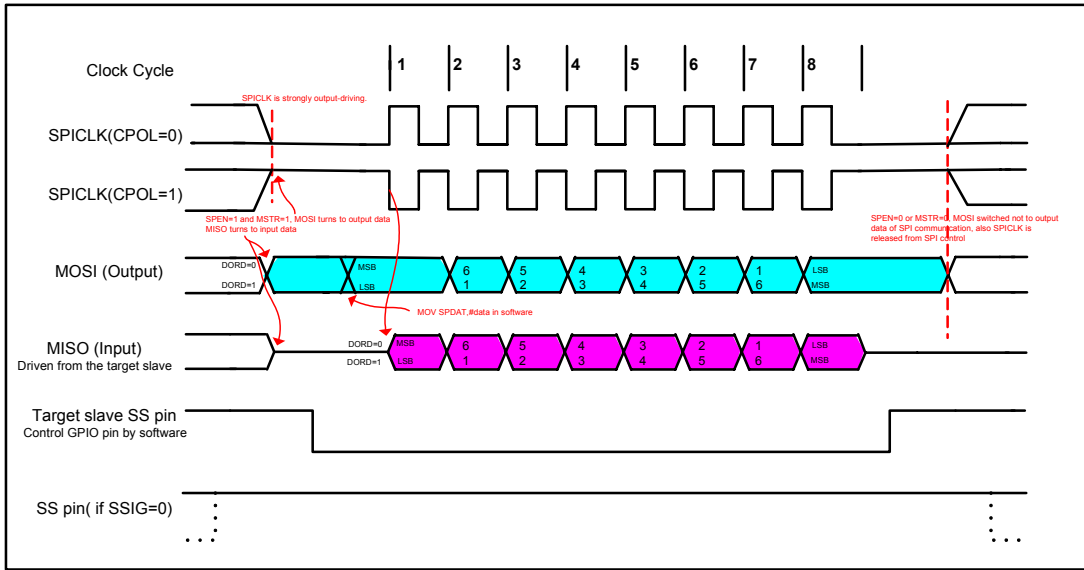 Clock Cycle
1 2 3 4 5 6 7 8
SPICLK is strongly output-driving.
SPICLK(CPOL=0)
SPICLK(CPOL=1)
SPEN=1 and MSTR=1, MOSI turns to output data
MISO turns to input data
SPEN=0 or MSTR=0, MOSI switched not to output
data of SPI communication, also SPICLK is
released from SPI control
MOSI (Output)
DORD=0 MSB 6 5 4 3 2 1 LSB
DORD=1 LSB 1 2 3 4 5 6 MSB
MOV SPDAT,#data in software
MISO (Input)
Driven from the target slave
DORD=0 MSB 6 5 4 3 2 1 LSB
DORD=1 LSB 1 2 3 4 5 6 MSB
Target slave SS pin
Control GPIO pin by software
SS pin( if SSIG=0)